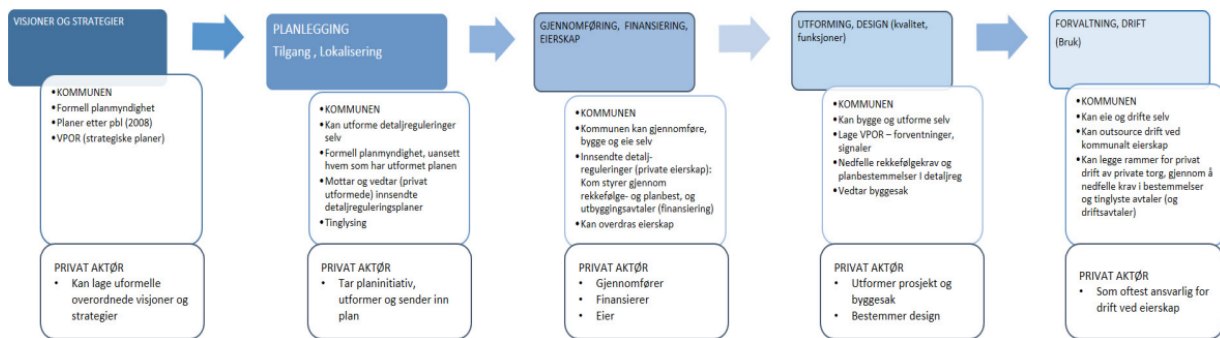 VISJONER OG STRATEGIER
•KOMMUNEN
•Formell planmyndighet
•Planer etter pbl (2008)
•VPOR (strategiske planer)
PRIVAT AKTØR
• Kan lage uformelle
overordnede visjoner og
strategier
PLANLEGGING
Tilgang , Lokalisering
•KOMMUNEN
•Kan utforme detaljreguleringer
selv
•Formell planmyndighet, uansett
hvem som har utformet planen
•Mottar og vedtar (privat
utformede) innsendte
detaljreguleringsplaner
•Tinglysing
PRIVAT AKTØR
• Tar planinitiativ,
utformer og sender inn
plan
GJENNOMFØRING, FINANSIERING,
EIERSKAP
•KOMMUNEN
•Kommunen kan gjennomføre,
bygge og eie selv
•Innsendte detalj-
reguleringer (private eierskap):
Kom styrer gjennom
rekkefølge- og planbest, og
utbyggingsavtaler (finansiering)
•Kan overdras eierskap
PRIVAT AKTØR
• Gjennomfører
• Finansierer
• Eier
UTFORMING, DESIGN (kvalitet,
funksjoner)
•KOMMUNEN
•Kan bygge og utforme selv
•Lage VPOR – forventninger,
signaler
•Nedfelle rekkefølgekrav og
planbestemmelser I detaljreg
•Vedtar byggesak
PRIVAT AKTØR
• Utformer prosjekt og
byggesak
• Bestemmer design
FORVALTNING, DRIFT
(Bruk)
•KOMMUNEN
•Kan eie og drifte selv
•Kan outsource drift ved
kommunalt eierskap
•Kan legge rammer for privat
drift av private torg, gjennom å
nedfelle krav i bestemmelser
og tinglyste avtaler (og
driftsavtaler)
PRIVAT AKTØR
• Som oftest ansvarlig for
drift ved eierskap